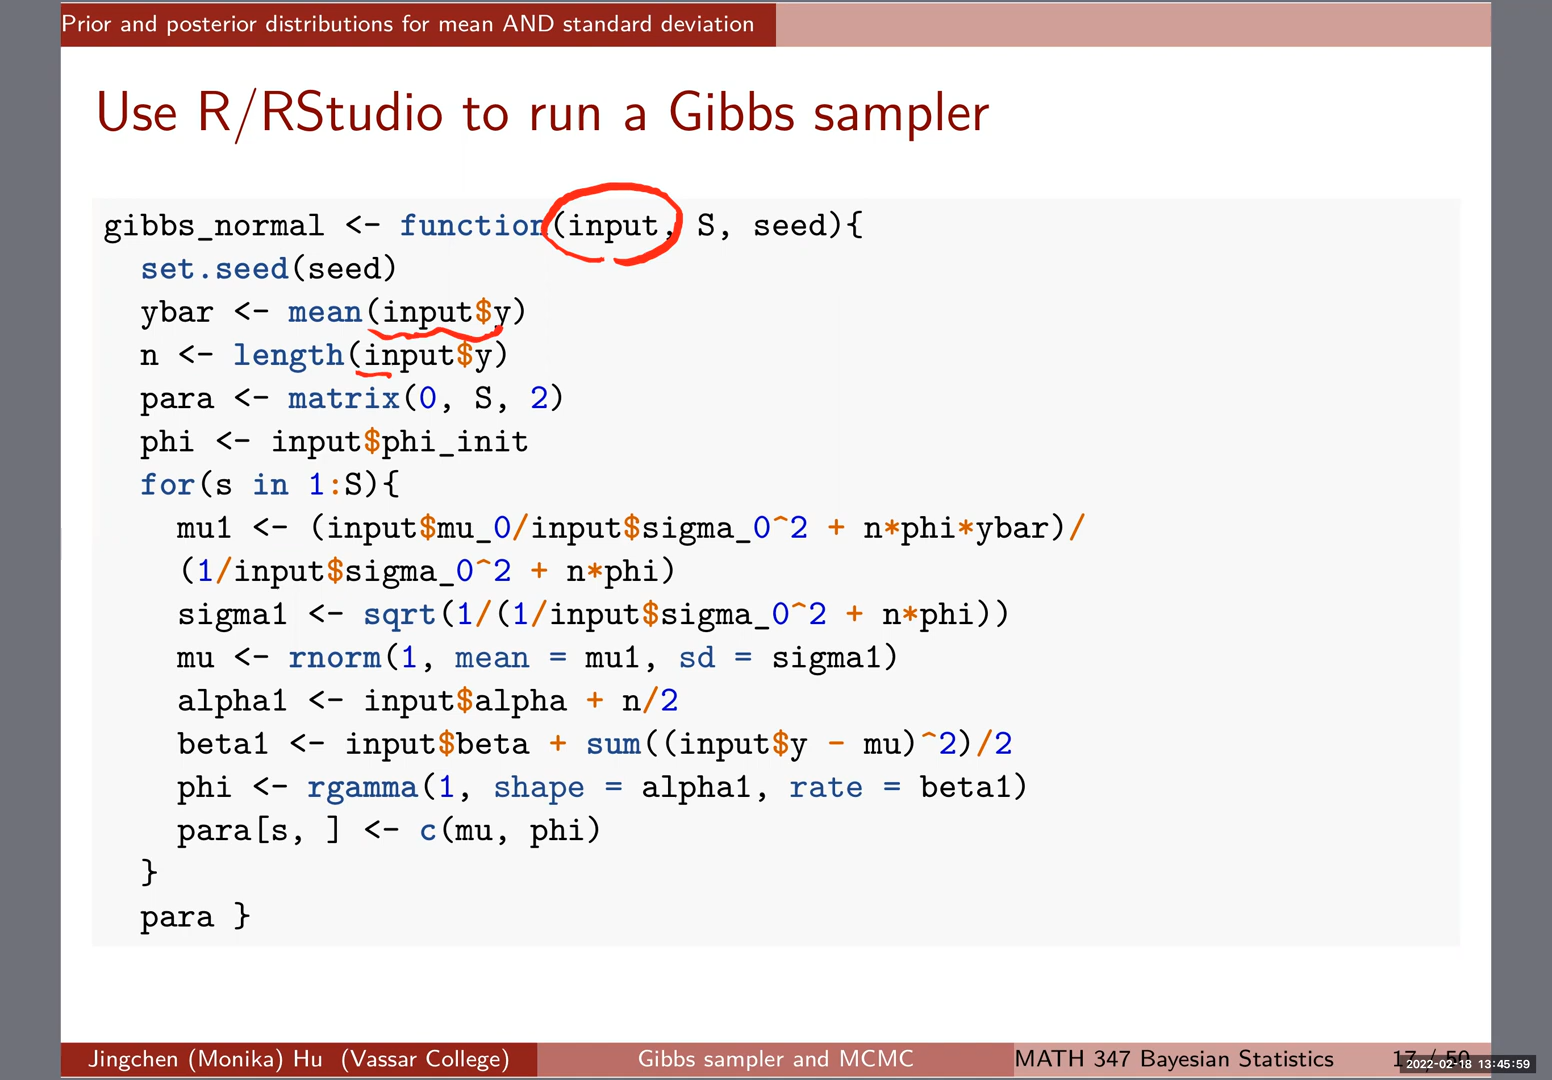 Prior and posterior distributions for mean AND standard deviation
Use R/RStudio to run a Gibbs sampler
gibbs_normal <- function(input, S, seed){
set.seed(seed)
ybar <- mean(input$y)
n <- length(input$y)
para <- matrix(0, S, 2)
phi <- input$phi_init
for(s in 1:S){
mu1 <- (input$mu_0/input$sigma_0^2 + n*phi*ybar)/
(1/input$sigma_0^2 + n*phi)
sigma1 <- sqrt(1/(1/input$sigma_0^2 + n*phi))
mu <- rnorm(1, mean = mu1, sd = sigma1)
alpha1 <- input$alpha + n/2
beta1 <- input$beta + sum((input$y - mu)^2)/2
phi <- rgamma(1, shape = alpha1, rate = beta1)
para[s, ] <- c(mu, phi)
}
para }
Jingchen (Monika) Hu (Vassar College) Gibbs sampler and MCMC MATH 347 Bayesian Statistics 17 / 50
2022-02-18 13:45:59